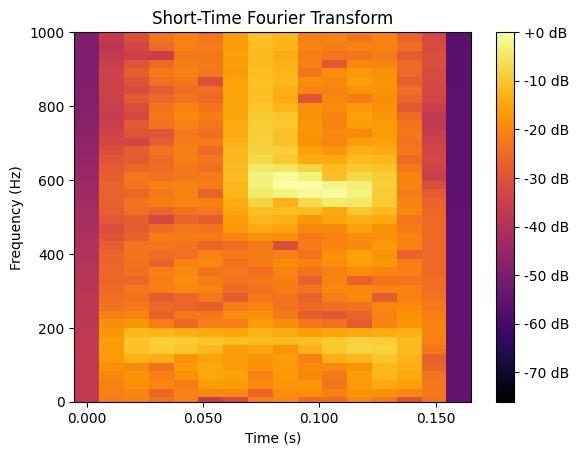 Short-Time Fourier Transform
1000
800
600
400
200
0
Frequency (Hz)
0.000
0.050
0.100
0.150
Time (s)
+0 dB
-10 dB
-20 dB
-30 dB
-40 dB
-50 dB
-60 dB
-70 dB